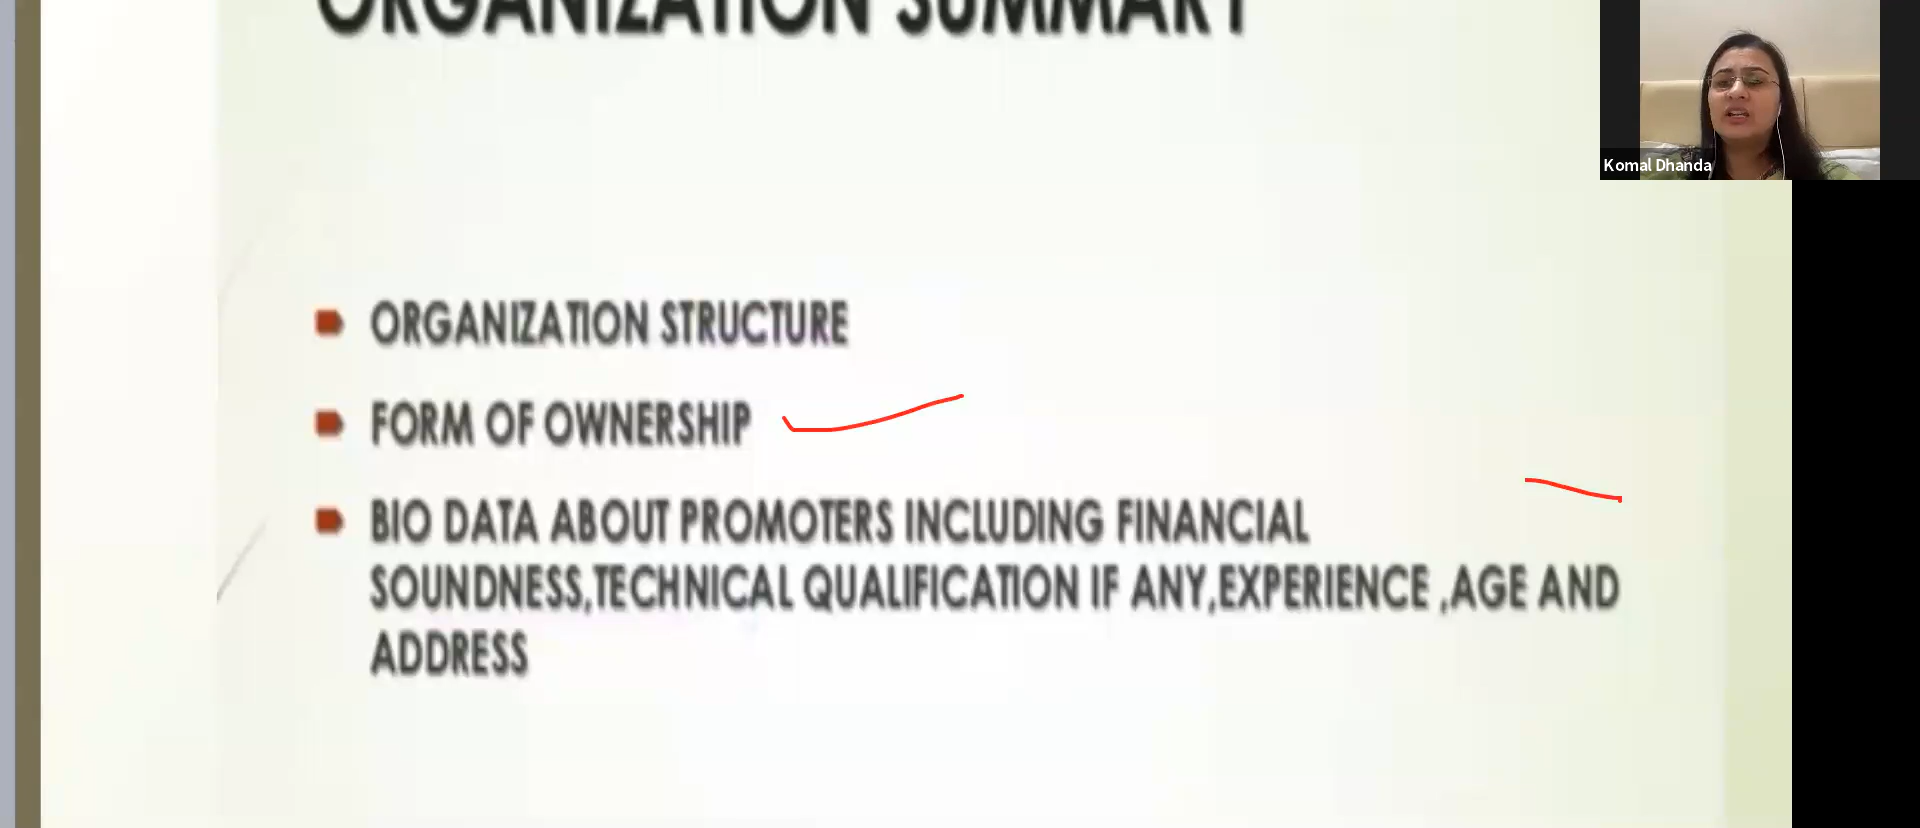 ORGANIZATION SUMMARY
Komal Dhanda
ORGANIZATION STRUCTURE
FORM OF OWNERSHIP
BIO DATA ABOUT PROMOTERS INCLUDING FINANCIAL
SOUNDNESS,TECHNICAL QUALIFICATION IF ANY,EXPERIENCE ,AGE AND
ADDRESS